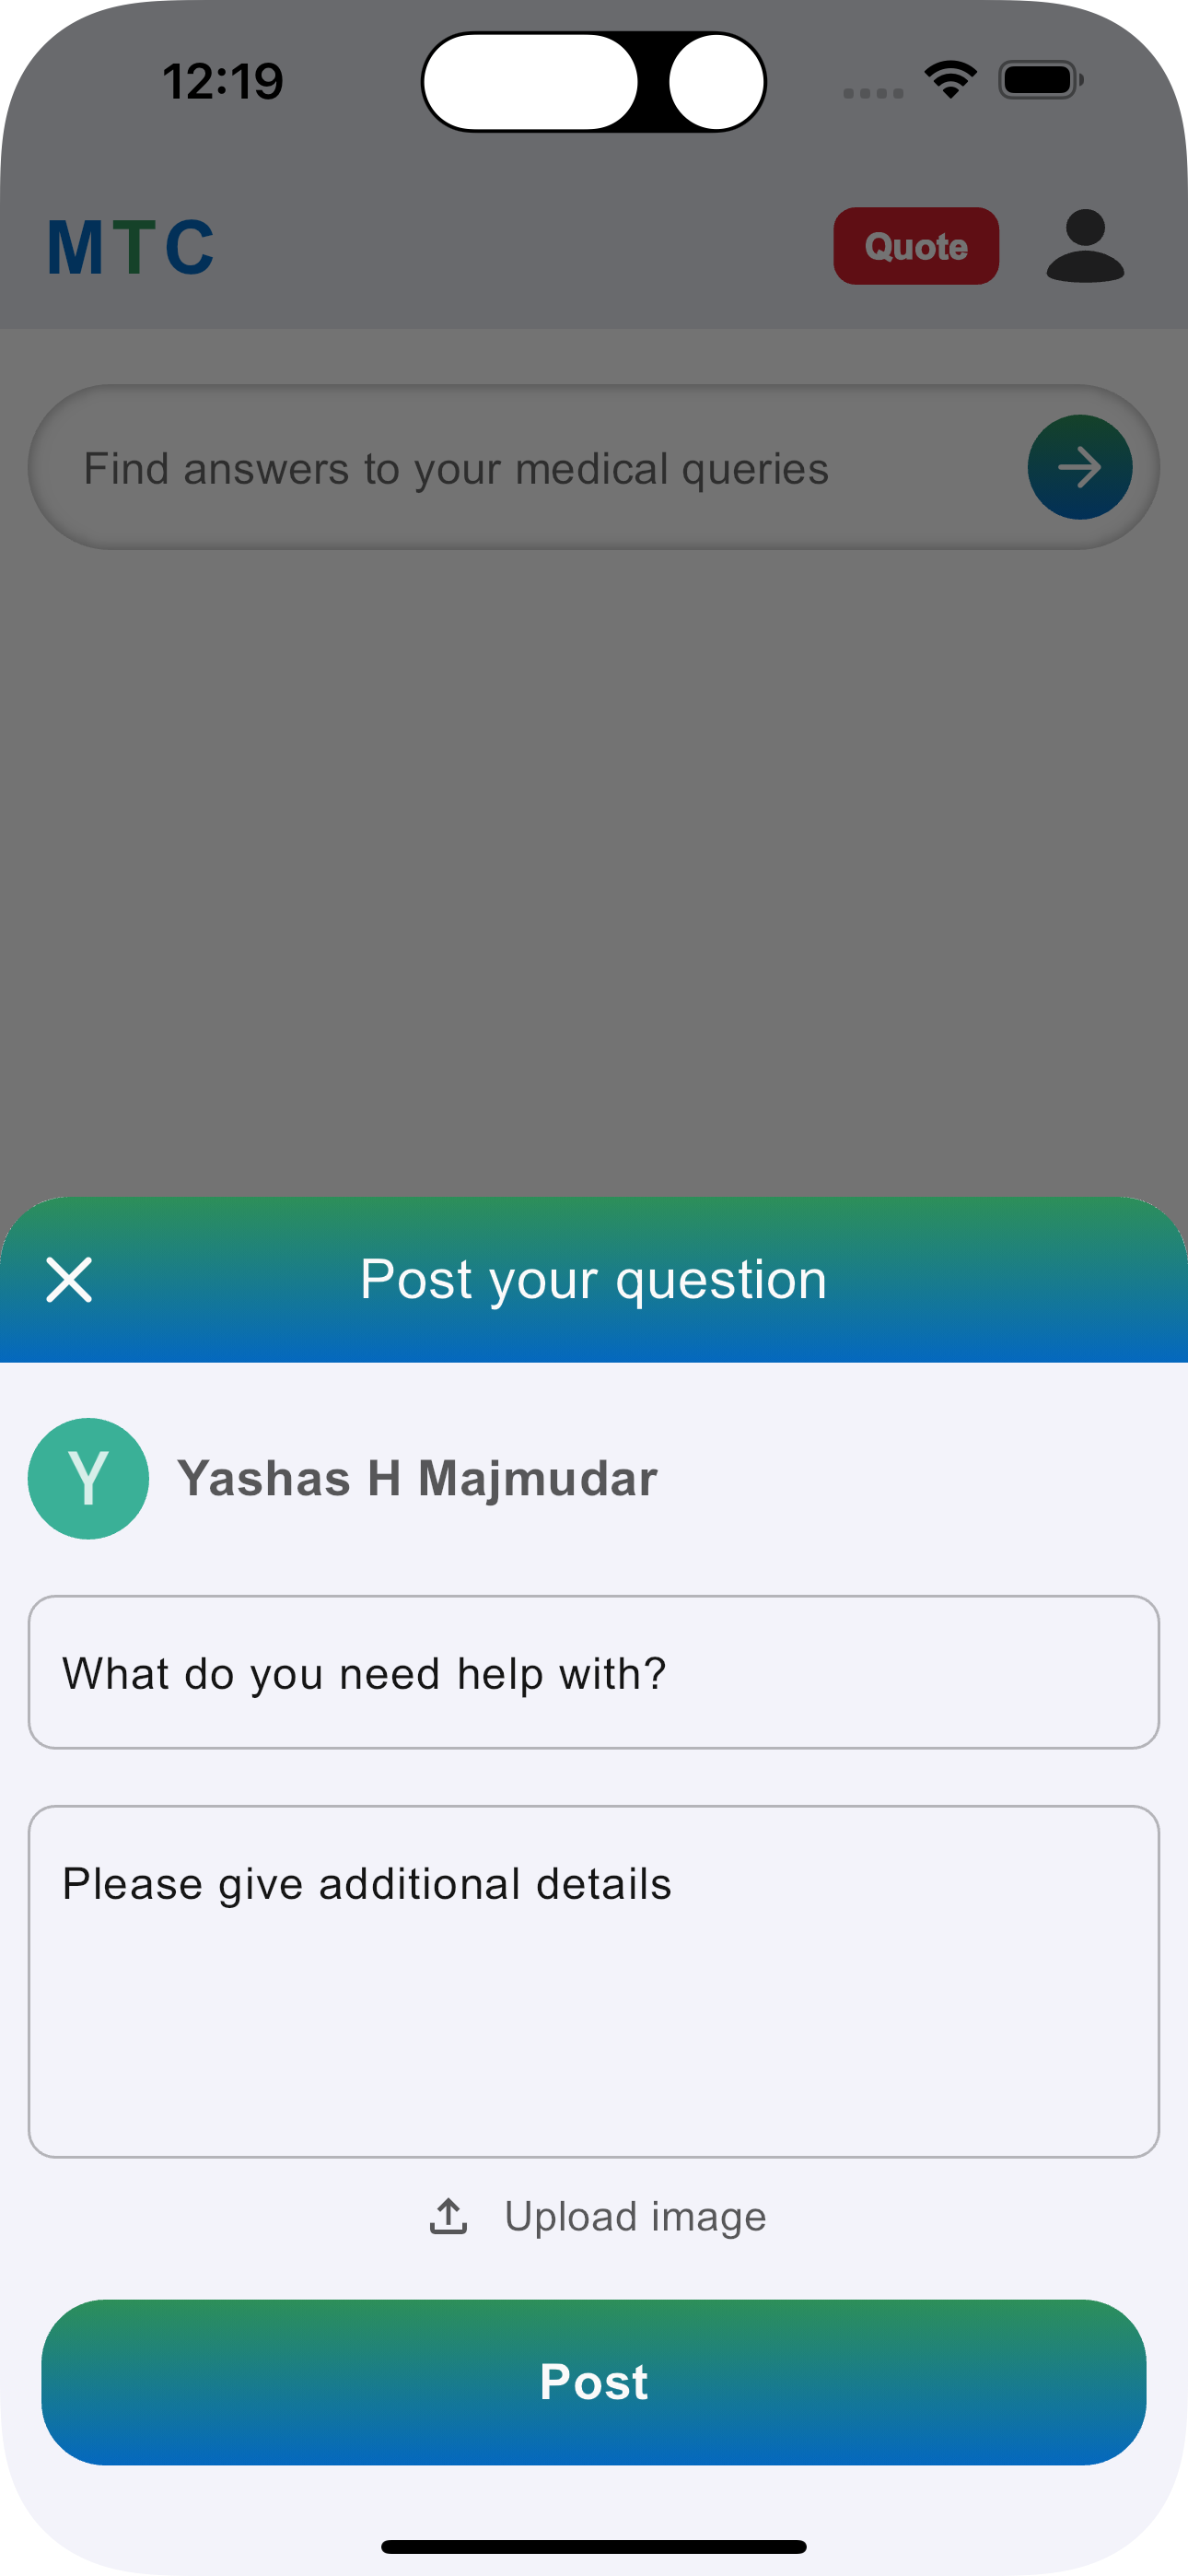 12:19
MTC
Quote
Find answers to your medical queries
Post your question
Y
Yashas H Majmudar
What do you need help with?
Please give additional details
Upload image
Post